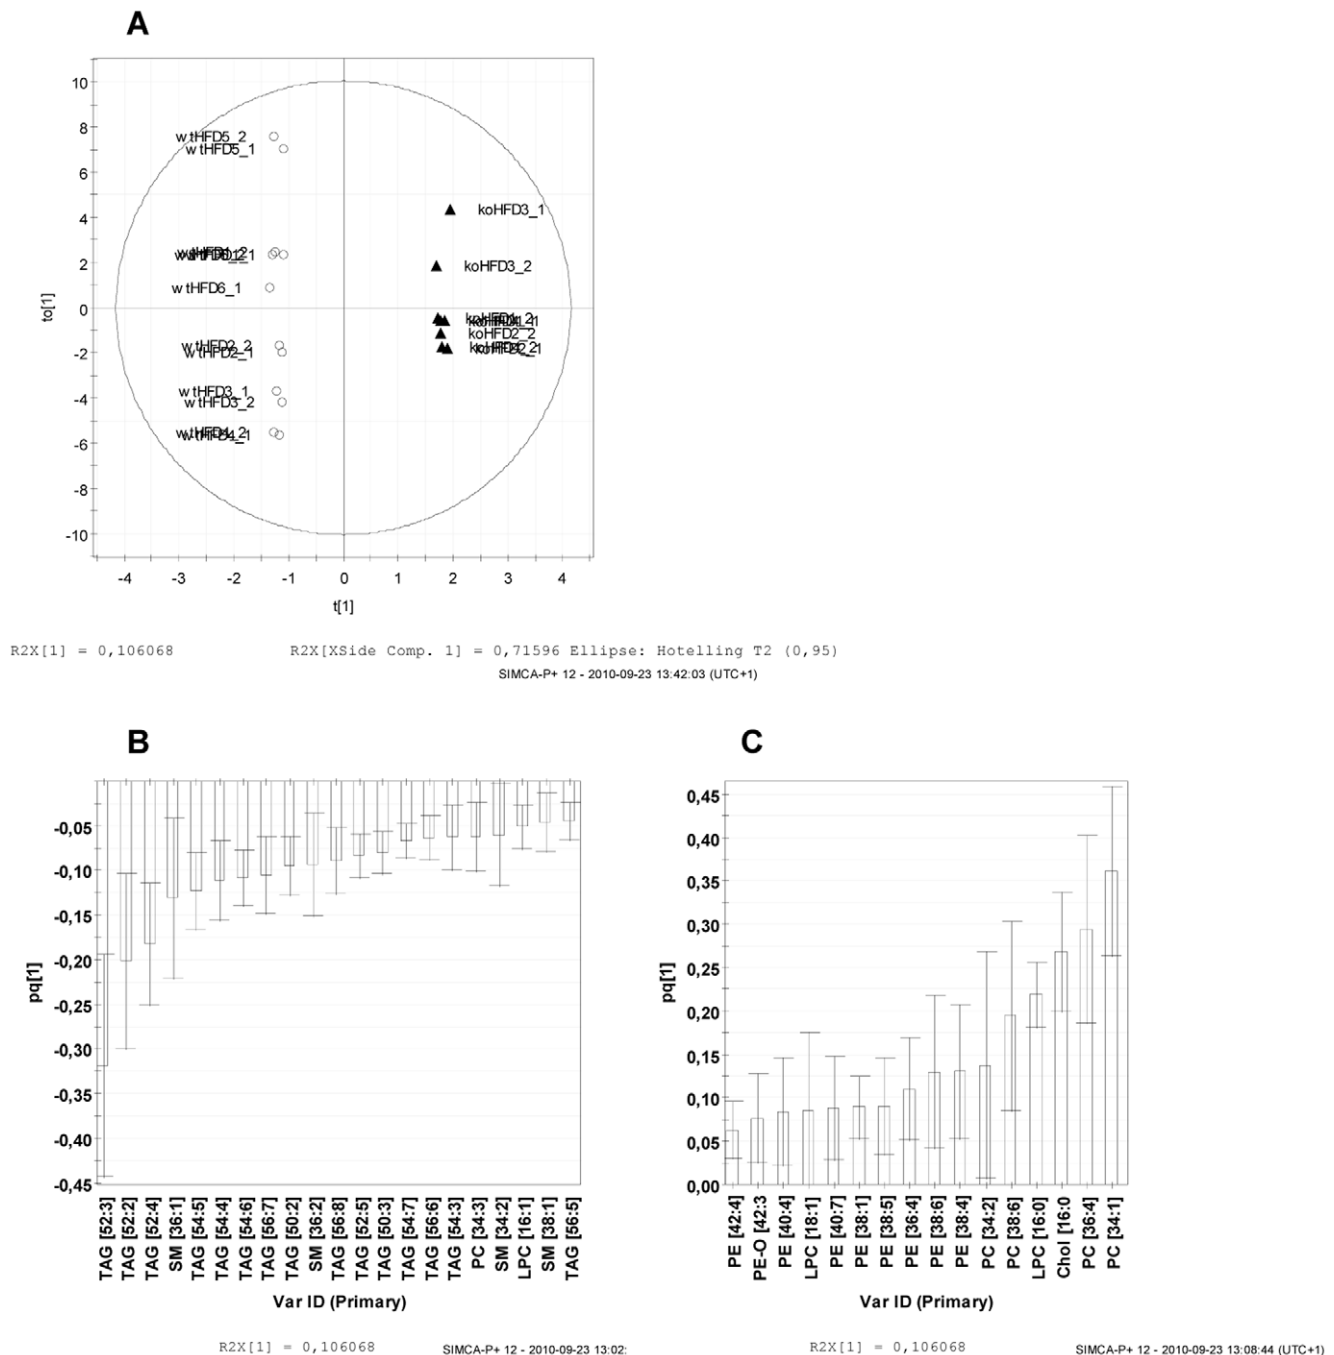 A
10
8
6
4
2
0
-2
-4
-6
-8
-10
to[1]
w tHFD5_2
w tHFD5_1
w tHFD6_1
w tHFD2_2
w tHFD2_1
w tHFD3_1
w tHFD3_2
koHFD3_1
koHFD3_2
koHFD2_2
-4 -3 -2 -1 0 1 2 3 4
t[1]
R2X[1] = 0,106068 R2X[XSide Comp. 1] = 0,71596 Ellipse: Hotelling T2 (0,95)
SIMCA-P+ 12 - 2010-09-23 13:42:03 (UTC+1)
B
-0,05
-0,10
-0,15
-0,20
-0,25
-0,30
-0,35
-0,40
-0,45
pq[1]
TAG [52:3]
TAG [52:2]
TAG [52:4]
SM [36:1]
TAG [54:5]
TAG [54:4]
TAG [54:6]
TAG [56:7]
TAG [50:2]
SM [36:2]
TAG [56:8]
TAG [52:5]
TAG [50:3]
TAG [54:7]
TAG [56:6]
TAG [54:3]
PC [34:3]
SM [34:2]
LPC [16:1]
SM [38:1]
TAG [56:5]
Var ID (Primary)
R2X[1] = 0,106068 SIMCA-P+ 12 - 2010-09-23 13:02:
C
0,45
0,40
0,35
0,30
0,25
0,20
0,15
0,10
0,05
0,00
pq[1]
PE [42:4]
PE-O [42:3
PE [40:4]
LPC [18:1]
PE [40:7]
PE [38:1]
PE [38:5]
PE [36:4]
PE [38:6]
PE [38:4]
PC [34:2]
PC [38:6]
LPC [16:0]
Chol [16:0
PC [36:4]
PC [34:1]
Var ID (Primary)
R2X[1] = 0,106068 SIMCA-P+ 12 - 2010-09-23 13:08:44 (UTC+1)